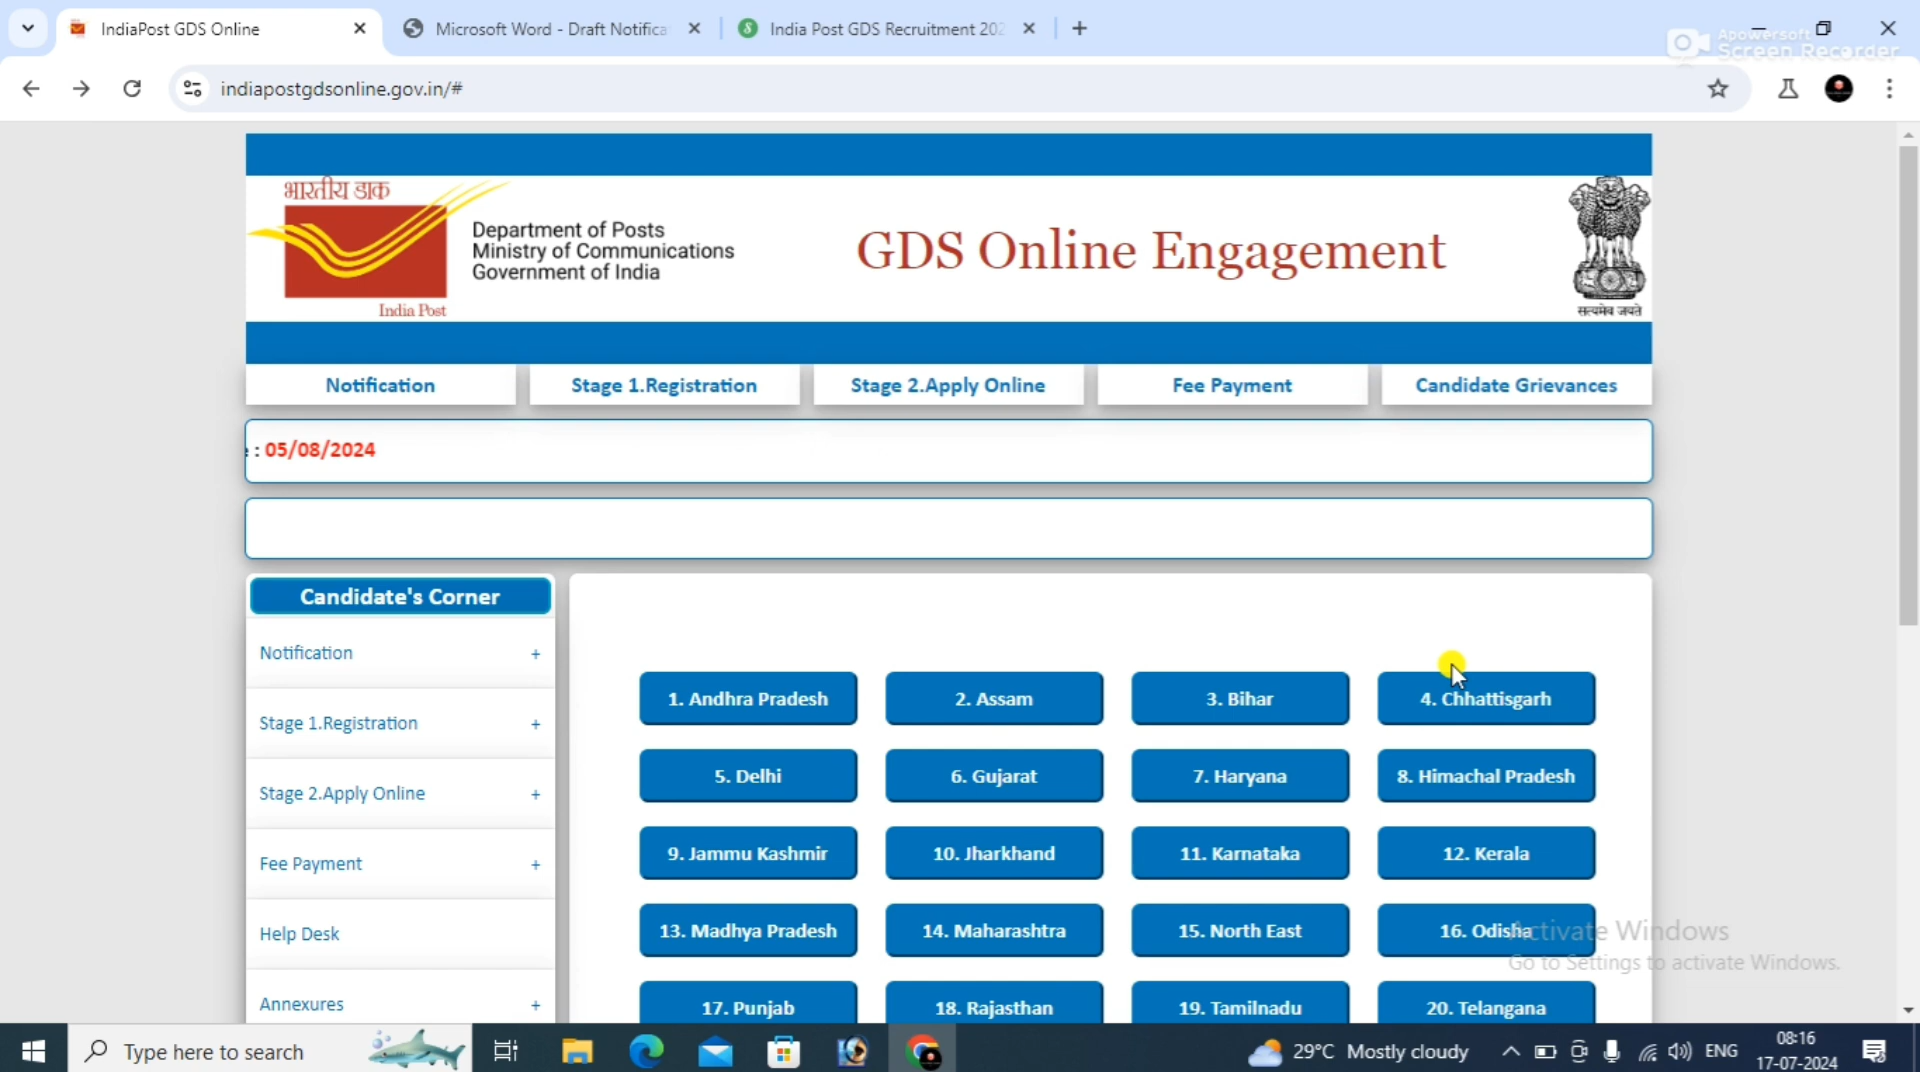 IndiaPost GDS Online
Microsoft Word - Draft Notifica
India Post GDS Recruitment 202
Apowersoft
Screen Recorder
indiapostgdsonline.gov.in/#
भारतीय डाक
India Post
Department of Posts
Ministry of Communications
Government of India
GDS Online Engagement
सत्यमेव जयते
Notification
Stage 1.Registration
Stage 2.Apply Online
Fee Payment
Candidate Grievances
: 05/08/2024
Candidate's Corner
Notification +
Stage 1.Registration +
Stage 2.Apply Online +
Fee Payment +
Help Desk
Annexures +
1. Andhra Pradesh
2. Assam
3. Bihar
4. Chhattisgarh
5. Delhi
6. Gujarat
7. Haryana
8. Himachal Pradesh
9. Jammu Kashmir
10. Jharkhand
11. Karnataka
12. Kerala
13. Madhya Pradesh
14. Maharashtra
15. North East
16. Odisha
17. Punjab
18. Rajasthan
19. Tamilnadu
20. Telangana
Activate Windows
Go to Settings to activate Windows.
Type here to search
29°C Mostly cloudy
ENG
08:16
17-07-2024